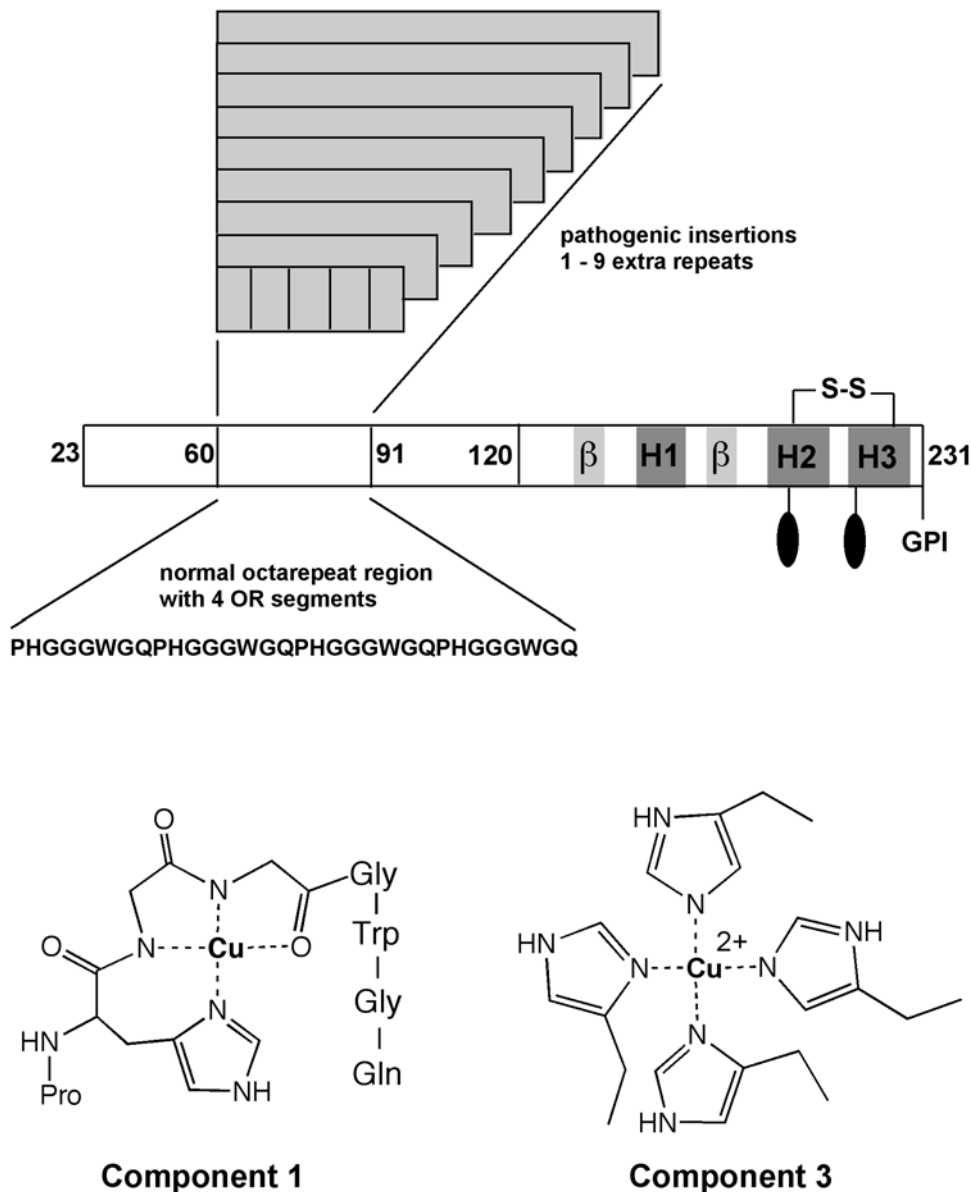 pathogenic insertions
1 - 9 extra repeats
S-S
23
60
91
120
β
H1
β
H2
H3
231
GPI
normal octarepeat region
with 4 OR segments
PHGGGWGQPHGGGWGQPHGGGWGQPHGGGWGQ
O
O
N
Gly
O
N
Cu
O
Trp
N
Gly
HN
NH
Gln
Pro
HN
N
HN
N
2+
Cu
N
NH
N
HN
Component 1
Component 3